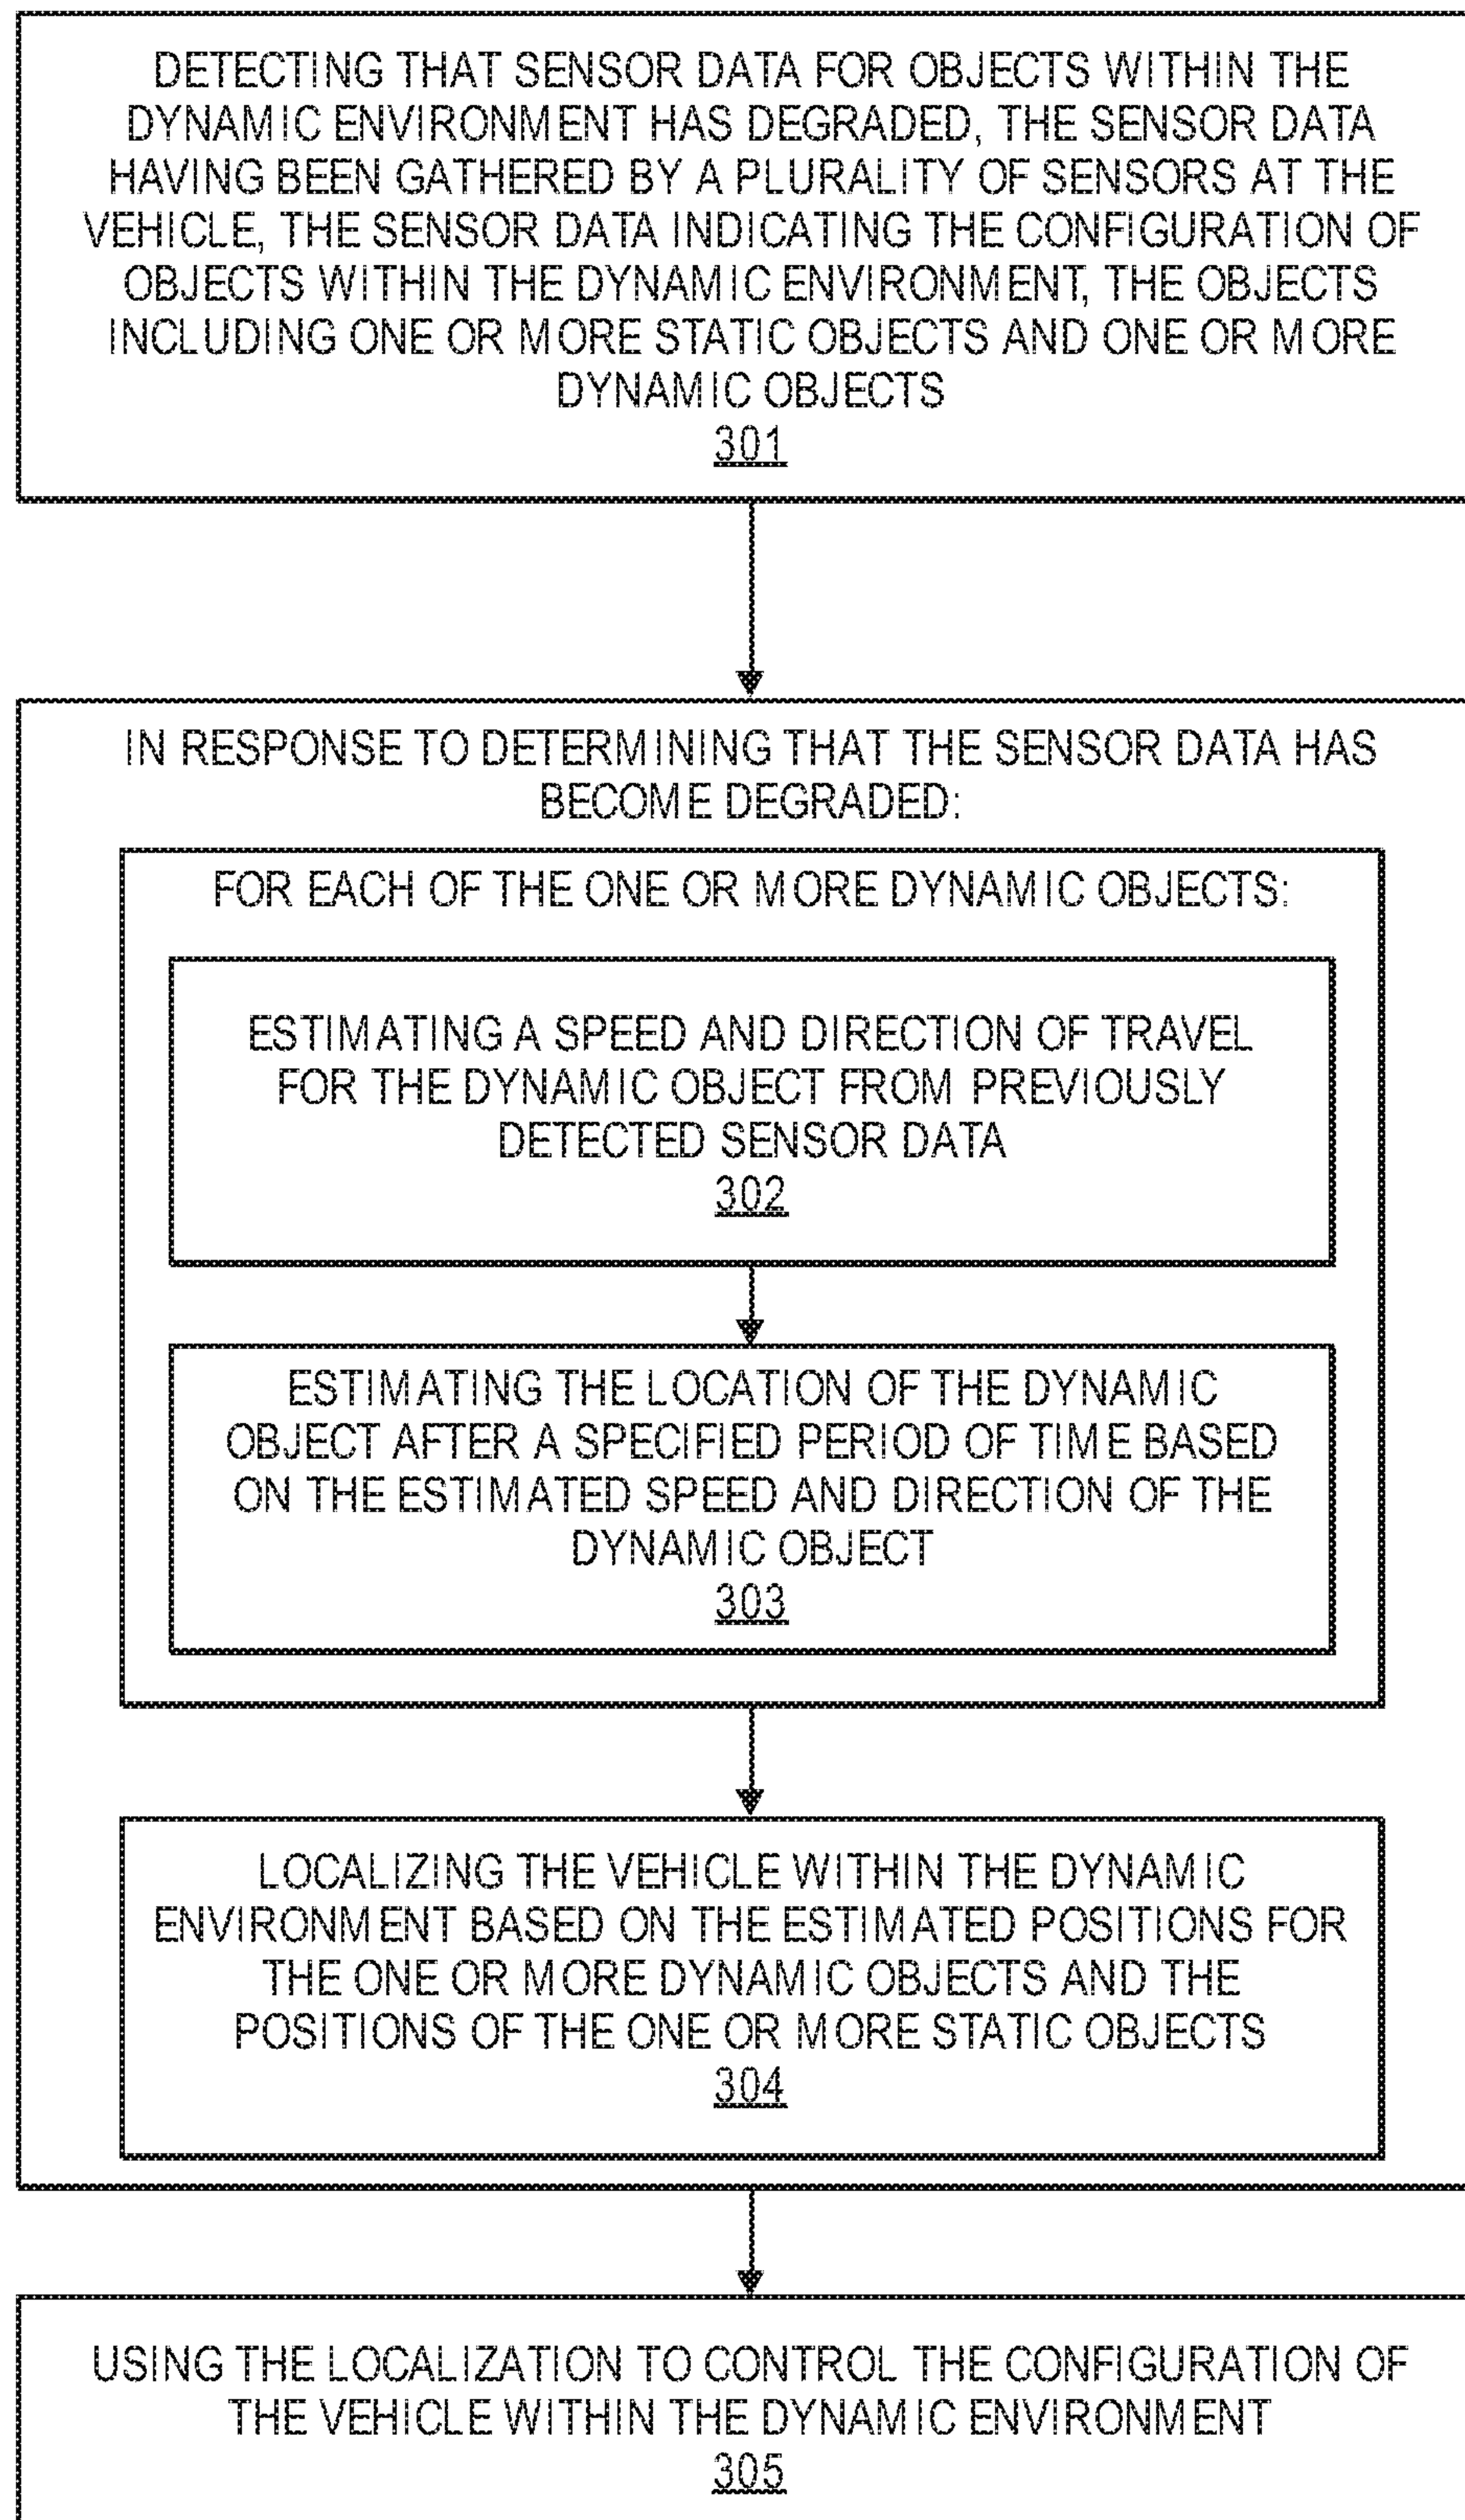 DETECTING THAT SENSOR DATA FOR OBJECTS WITHIN THE
DYNAMIC ENVIRONMENT HAS DEGRADED, THE SENSOR DATA
HAVING BEEN GATHERED BY A PLURALITY OF SENSORS AT THE
VEHICLE, THE SENSOR DATA INDICATING THE CONFIGURATION OF
OBJECTS WITHIN THE DYNAMIC ENVIRONMENT, THE OBJECTS
INCLUDING ONE OR MORE STATIC OBJECTS AND ONE OR MORE
DYNAMIC OBJECTS
301
IN RESPONSE TO DETERMINING THAT THE SENSOR DATA HAS
BECOME DEGRADED:
FOR EACH OF THE ONE OR MORE DYNAMIC OBJECTS:
ESTIMATING A SPEED AND DIRECTION OF TRAVEL
FOR THE DYNAMIC OBJECT FROM PREVIOUSLY
DETECTED SENSOR DATA
302
ESTIMATING THE LOCATION OF THE DYNAMIC
OBJECT AFTER A SPECIFIED PERIOD OF TIME BASED
ON THE ESTIMATED SPEED AND DIRECTION OF THE
DYNAMIC OBJECT
303
LOCALIZING THE VEHICLE WITHIN THE DYNAMIC
ENVIRONMENT BASED ON THE ESTIMATED POSITIONS FOR
THE ONE OR MORE DYNAMIC OBJECTS AND THE
POSITIONS OF THE ONE OR MORE STATIC OBJECTS
304
USING THE LOCALIZATION TO CONTROL THE CONFIGURATION OF
THE VEHICLE WITHIN THE DYNAMIC ENVIRONMENT
305